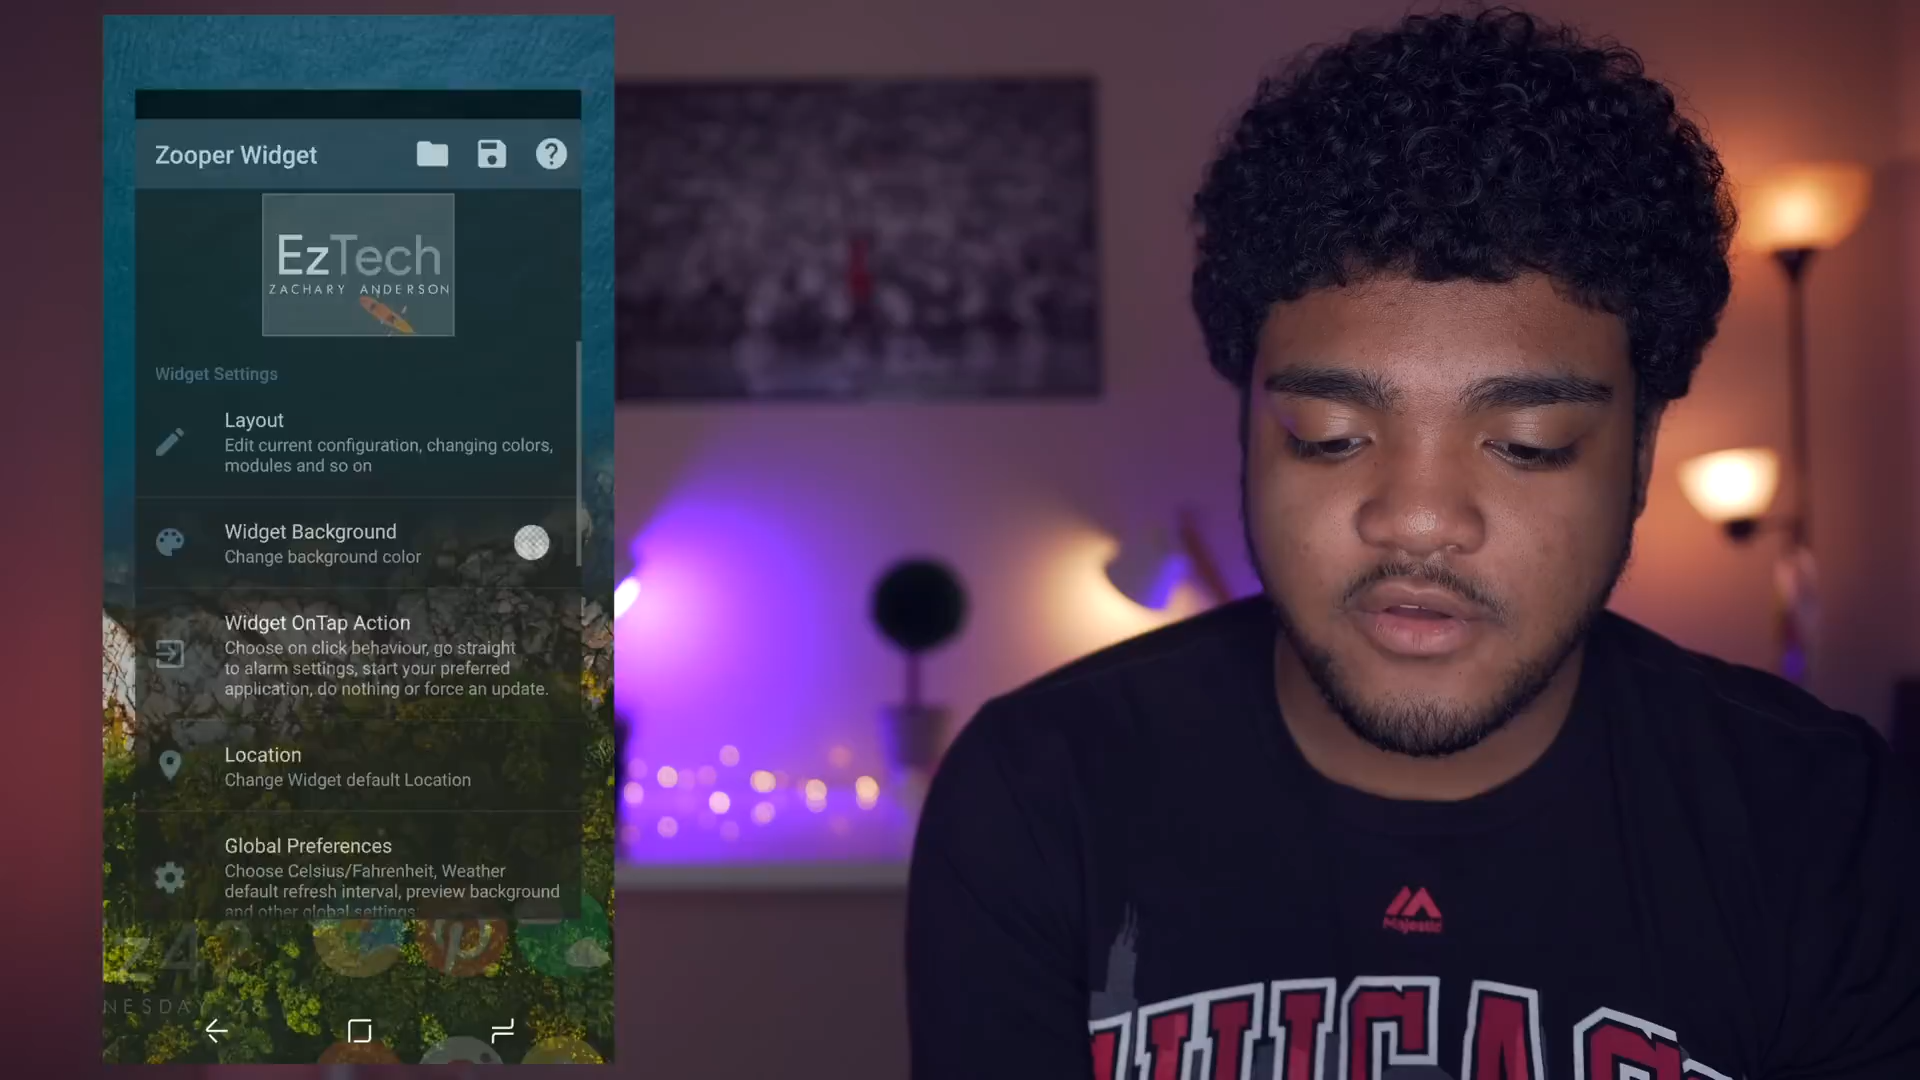 Zooper Widget
EzTech
ZACHARY ANDERSON
Widget Settings
Layout
Edit current configuration, changing colors,
modules and so on
Widget Background
Change background color
Widget OnTap Action
Choose on click behaviour, go straight
to alarm settings, start your preferred
application, do nothing or force an update.
Location
Change Widget default Location
Global Preferences
Choose Celsius/Fahrenheit, Weather
default refresh interval, preview background
and other global settings
NESDAY 28
Majestic